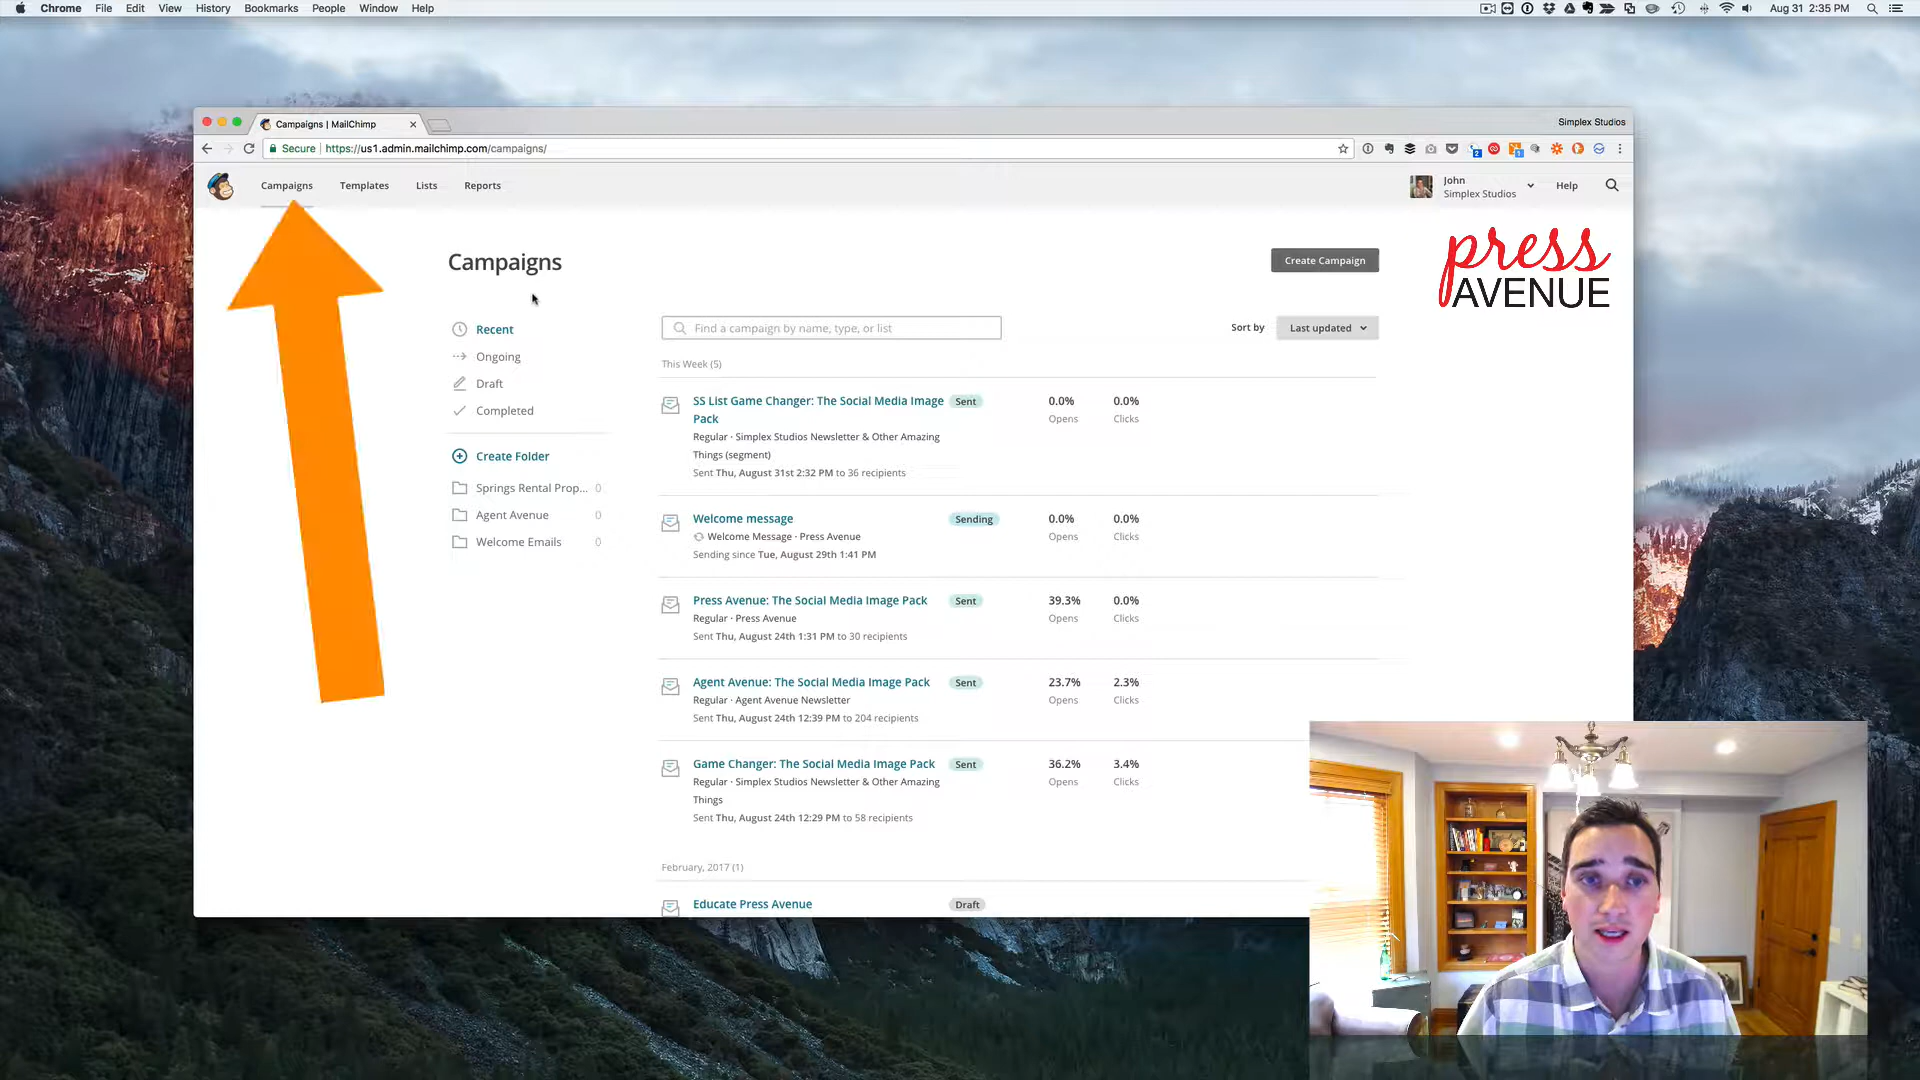 Chrome File Edit View History Bookmarks People Window Help
Aug 31 2:35 PM
Campaigns | MailChimp
Simplex Studios
Secure https://us1.admin.mailchimp.com/campaigns/
2
1
Campaigns Templates Lists Reports
John
Simplex Studios
Help
press
AVENUE
Campaigns
Create Campaign
Recent
Ongoing
Draft
Completed
Create Folder
Springs Rental Prop... 0
Agent Avenue 0
Welcome Emails 0
Find a campaign by name, type, or list
Sort by Last updated
This Week (5)
SS List Game Changer: The Social Media Image
Pack
Sent
0.0% 0.0%
Opens Clicks
Regular · Simplex Studios Newsletter & Other Amazing
Things (segment)
Sent Thu, August 31st 2:32 PM to 36 recipients
Welcome message Sending 0.0% 0.0%
Welcome Message · Press Avenue Opens Clicks
Sending since Tue, August 29th 1:41 PM
Press Avenue: The Social Media Image Pack Sent 39.3% 0.0%
Regular · Press Avenue Opens Clicks
Sent Thu, August 24th 1:31 PM to 30 recipients
Agent Avenue: The Social Media Image Pack Sent 23.7% 2.3%
Regular · Agent Avenue Newsletter Opens Clicks
Sent Thu, August 24th 12:39 PM to 204 recipients
Game Changer: The Social Media Image Pack Sent 36.2% 3.4%
Regular · Simplex Studios Newsletter & Other Amazing Opens Clicks
Things
Sent Thu, August 24th 12:29 PM to 58 recipients
February, 2017 (1)
Educate Press Avenue Draft